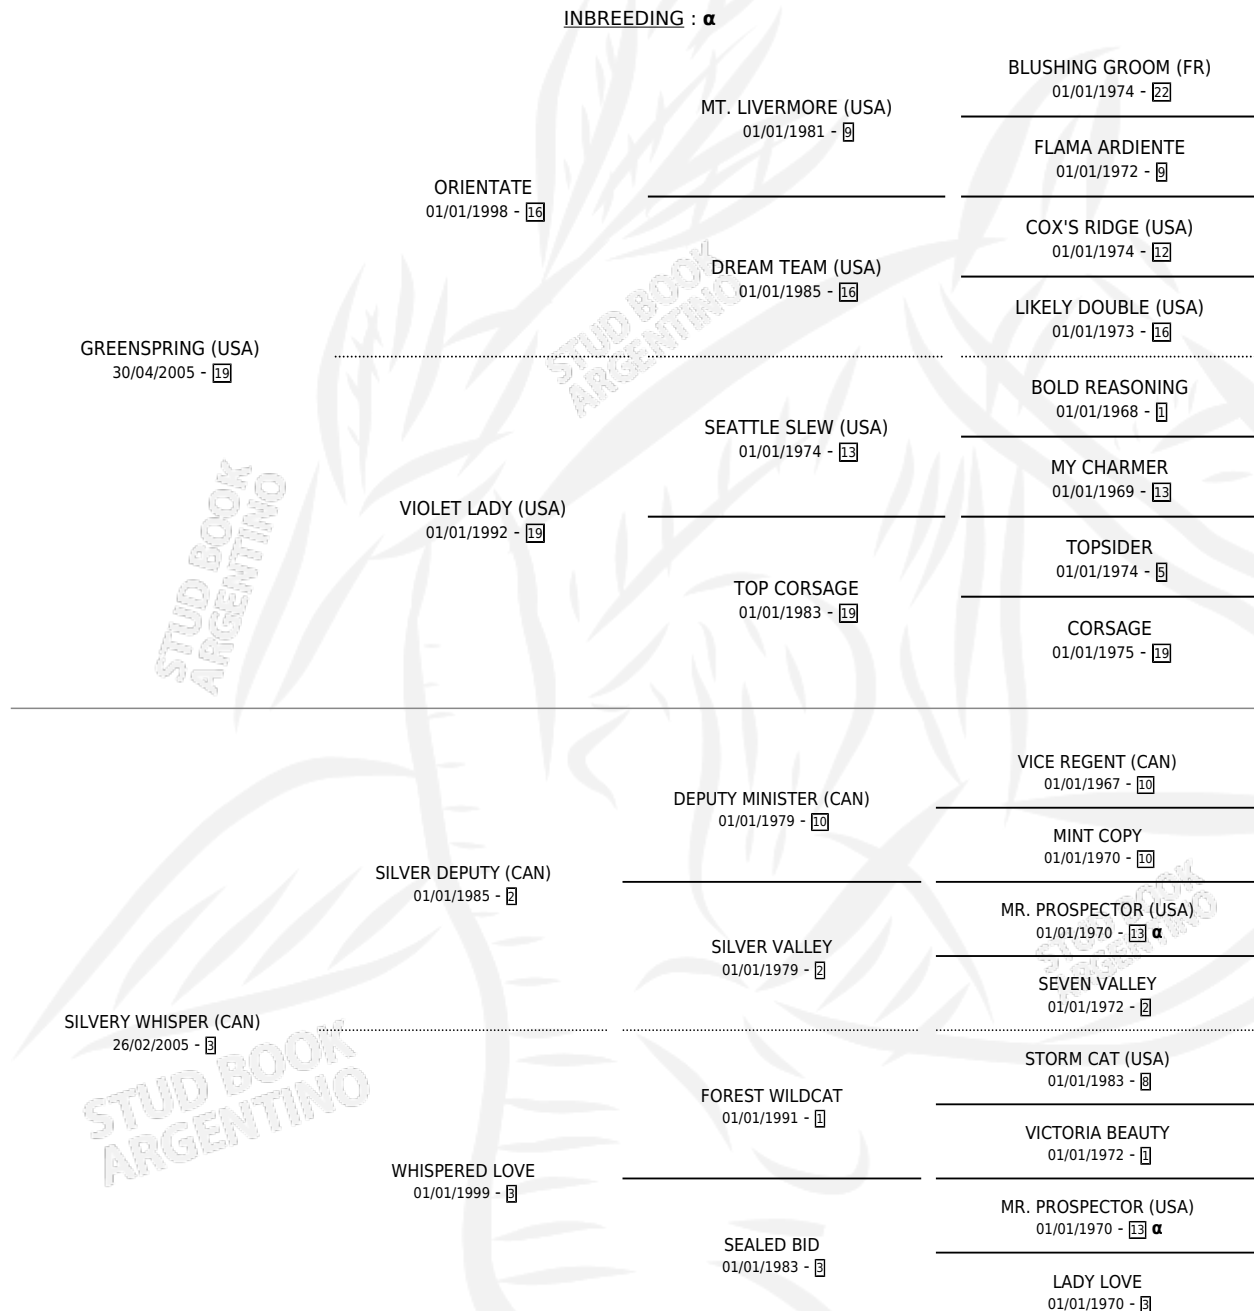 INBREEDING : α
BLUSHING GROOM (FR)
01/01/1974 - 22
MT. LIVERMORE (USA)
01/01/1981 - 9
FLAMA ARDIENTE
01/01/1972 - 9
ORIENTATE
01/01/1998 - 16
COX'S RIDGE (USA)
01/01/1974 - 12
DREAM TEAM (USA)
01/01/1985 - 16
LIKELY DOUBLE (USA)
01/01/1973 - 16
GREENSPRING (USA)
30/04/2005 - 19
BOLD REASONING
01/01/1968 - 1
SEATTLE SLEW (USA)
01/01/1974 - 13
MY CHARMER
01/01/1969 - 13
VIOLET LADY (USA)
01/01/1992 - 19
TOPSIDER
01/01/1974 - 5
TOP CORSAGE
01/01/1983 - 19
CORSAGE
01/01/1975 - 19
VICE REGENT (CAN)
01/01/1967 - 10
DEPUTY MINISTER (CAN)
01/01/1979 - 10
MINT COPY
01/01/1970 - 10
SILVER DEPUTY (CAN)
01/01/1985 - 2
MR. PROSPECTOR (USA)
01/01/1970 - 13 α
SILVER VALLEY
01/01/1979 - 2
SEVEN VALLEY
01/01/1972 - 2
SILVERY WHISPER (CAN)
26/02/2005 - 3
STORM CAT (USA)
01/01/1983 - 8
FOREST WILDCAT
01/01/1991 - 1
VICTORIA BEAUTY
01/01/1972 - 1
WHISPERED LOVE
01/01/1999 - 3
MR. PROSPECTOR (USA)
01/01/1970 - 13 α
SEALED BID
01/01/1983 - 3
LADY LOVE
01/01/1970 - 3
STUD BOOK
ARGENTINO
STUD BOOK
ARGENTINO
STUD BOOK
ARGENTINO
STUD BOOK
ARGENTINO